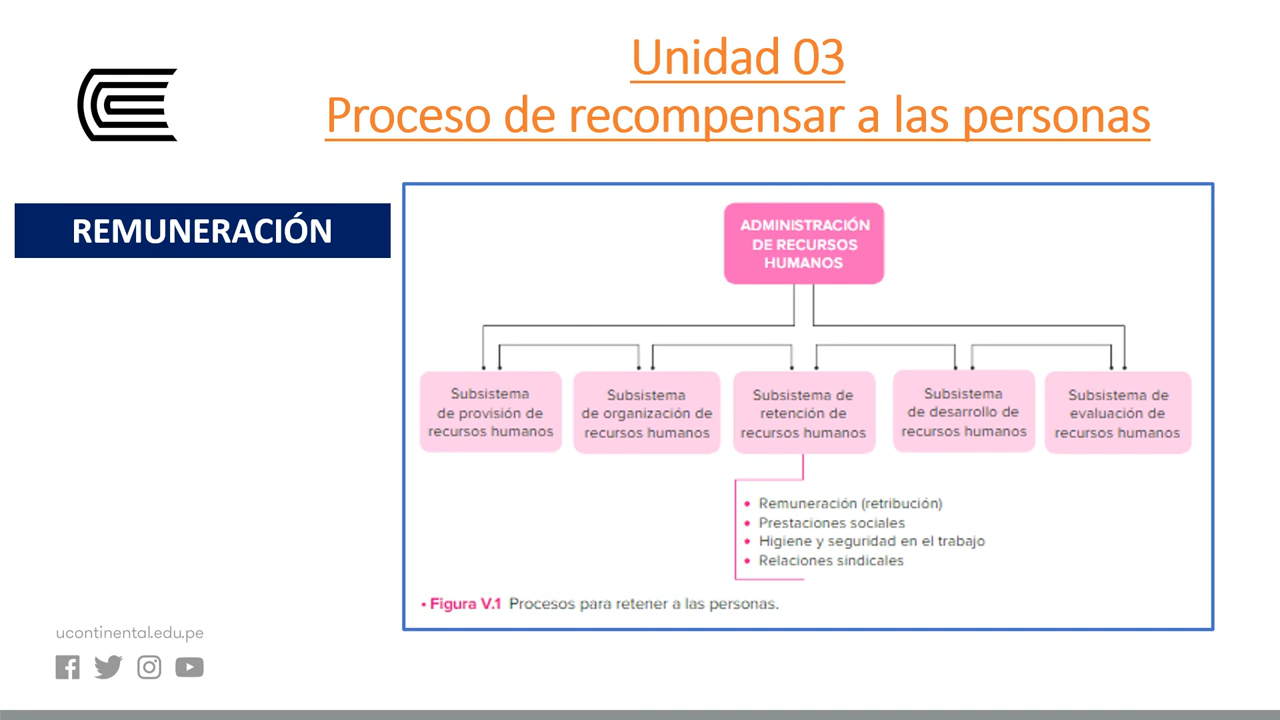 Unidad 03
Proceso de recompensar a las personas
REMUNERACIÓN
ADMINISTRACIÓN
DE RECURSOS
HUMANOS
Subsistema
de provisión de
recursos humanos
Subsistema
de organización de
recursos humanos
Subsistema de
retención de
recursos humanos
Subsistema
de desarrollo de
recursos humanos
Subsistema de
evaluación de
recursos humanos
• Remuneración (retribución)
• Prestaciones sociales
• Higiene y seguridad en el trabajo
• Relaciones sindicales
• Figura V.1 Procesos para retener a las personas.
ucontinental.edu.pe